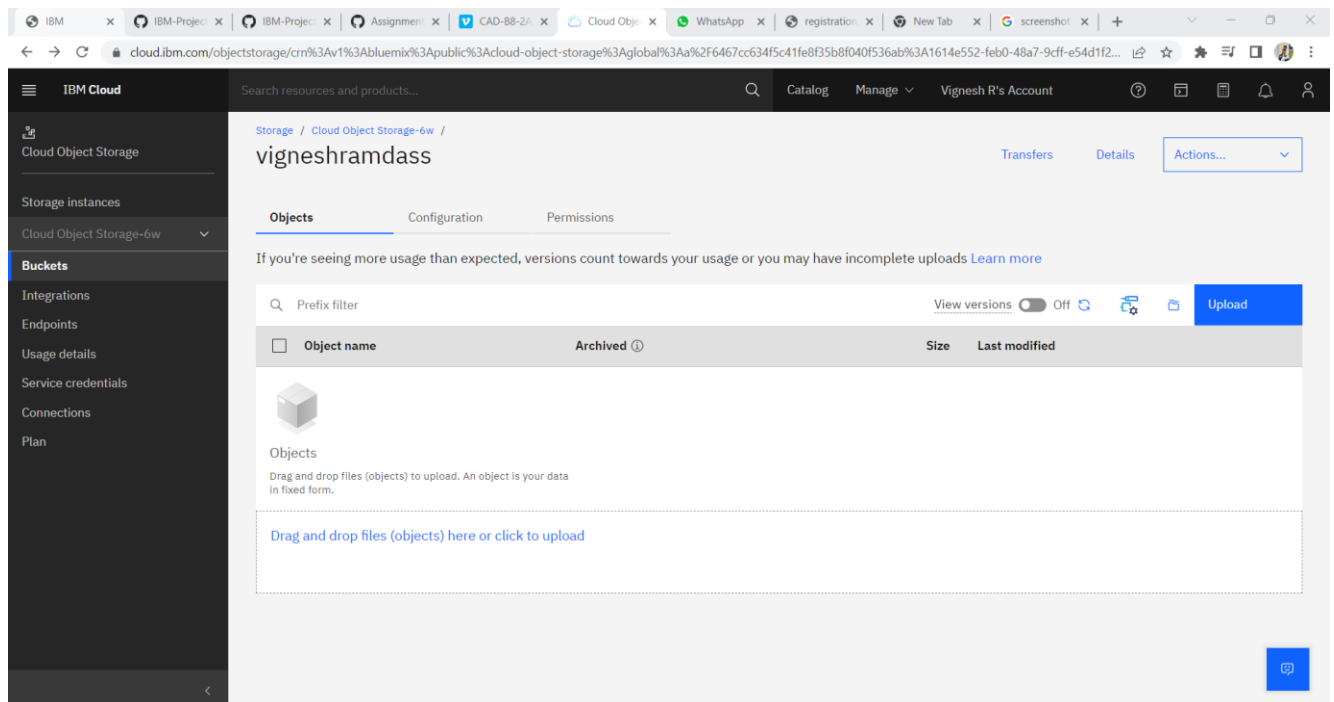 IBM
IBM-Project
IBM-Project
Assignment
CAD-B8-2A
Cloud Obje
WhatsApp
registration
New Tab
screenshot
cloud.ibm.com/objectstorage/crn%3Av1%3Abluemix%3Apublic%3Acloud-object-storage%3Aglobal%3Aa%2F6467cc634f5c41fe8f35b8f040f536ab%3A1614e552-feb0-48a7-9cff-e54d1f2...
IBM Cloud
Search resources and products...
Catalog
Manage
Vignesh R's Account
Cloud Object Storage
Storage instances
Cloud Object Storage-6w
Buckets
Integrations
Endpoints
Usage details
Service credentials
Connections
Plan
Storage / Cloud Object Storage-6w /
vigneshramdass
Transfers
Details
Actions...
Objects
Configuration
Permissions
If you're seeing more usage than expected, versions count towards your usage or you may have incomplete uploads Learn more
Prefix filter
View versions
Off
Upload
Object name
Archived
Size
Last modified
Objects
Drag and drop files (objects) to upload. An object is your data
in fixed form.
Drag and drop files (objects) here or click to upload